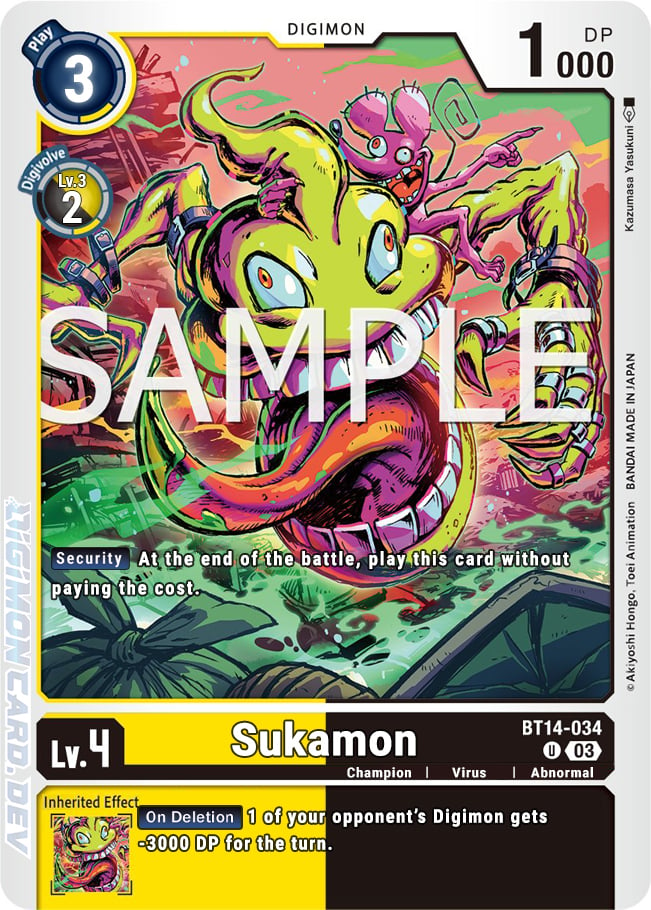 DIGIMON
Play
3
DP
1000
Digivolve
Lv.3
2
Kazumasa Yasukuni
SAMPLE
Security At the end of the battle, play this card without
paying the cost.
© Akiyoshi Hongo, Toei Animation BANDAI MADE IN JAPAN
DIGIMONCARD.DEV
Lv.4
Sukamon
BT14-034
U 03
Champion | Virus | Abnormal
Inherited Effect
On Deletion 1 of your opponent's Digimon gets
-3000 DP for the turn.